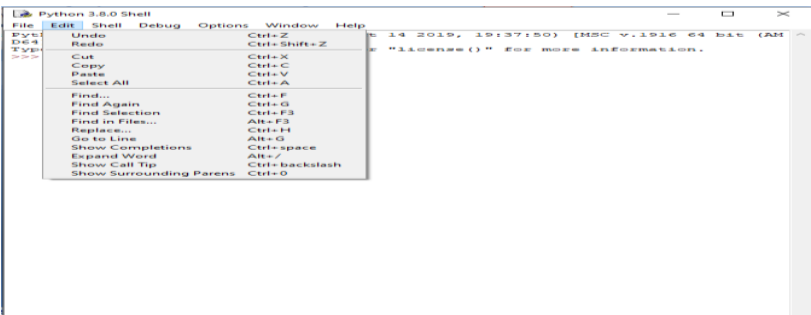 Python 3.8.0 Shell
File Edit Shell Debug Options Window Help
Pyt t 14 2019, 19:37:50) [MSC v.1916 64 bit (AM
D64
Typ r "license()" for more information.
>>>
Undo Ctrl+Z
Redo Ctrl+Shift+Z
Cut Ctrl+X
Copy Ctrl+C
Paste Ctrl+V
Select All Ctrl+A
Find... Ctrl+F
Find Again Ctrl+G
Find Selection Ctrl+F3
Find in Files... Alt+F3
Replace... Ctrl+H
Go to Line Alt+G
Show Completions Ctrl+space
Expand Word Alt+/
Show Call Tip Ctrl+backslash
Show Surrounding Parens Ctrl+0